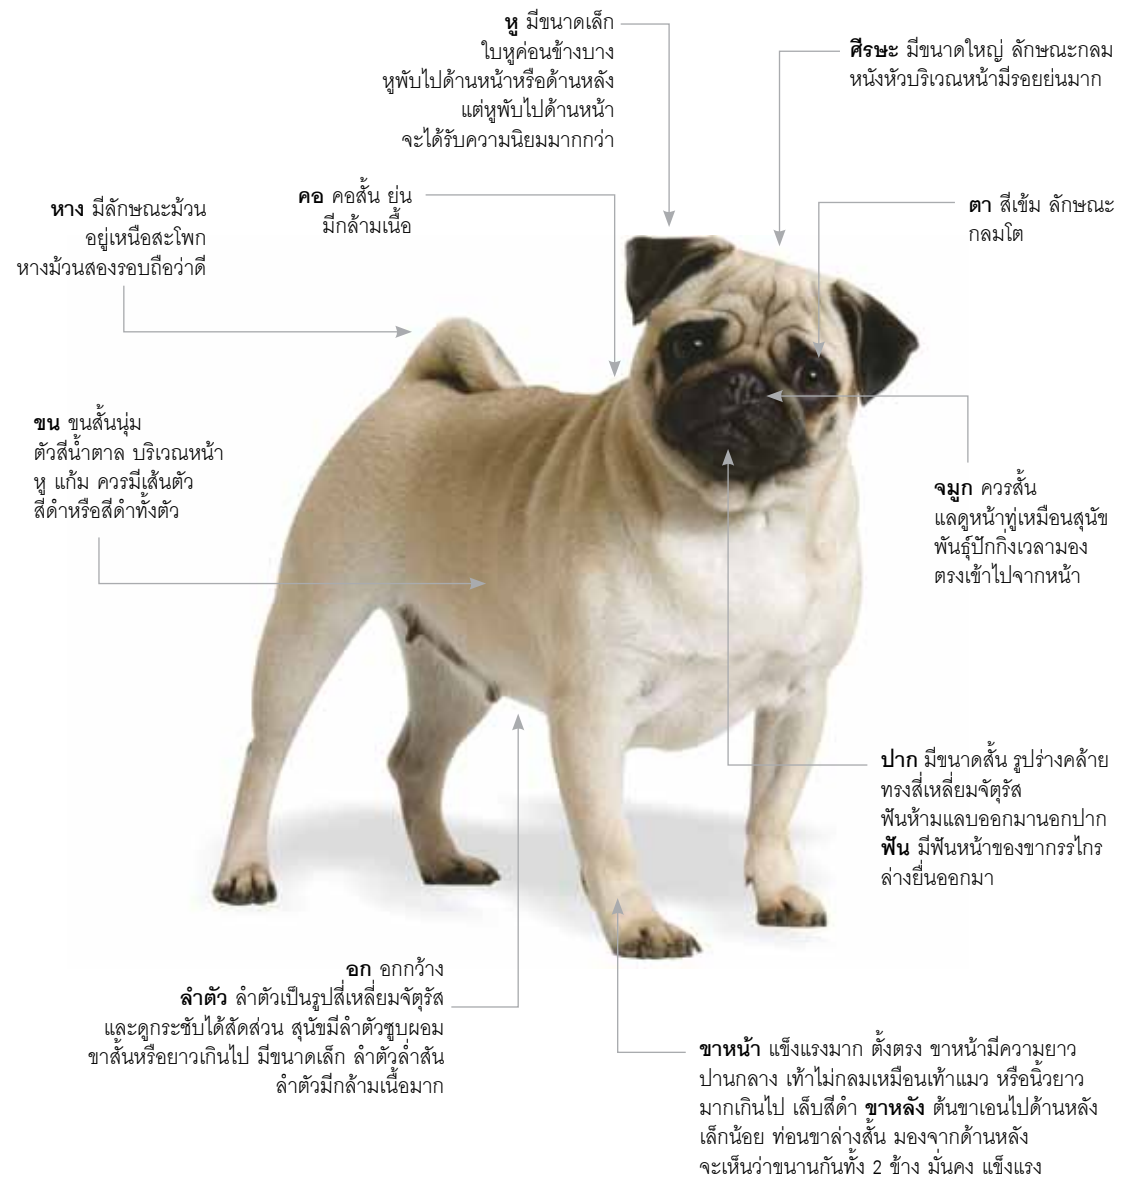 หู มีขนาดเล็ก
ใบหูค่อนข้างบาง
หูพับไปด้านหน้าหรือด้านหลัง
แต่หูพับไปด้านหน้า
จะได้รับความนิยมมากกว่า
ศีรษะ มีขนาดใหญ่ ลักษณะกลม
หนังหัวบริเวณหน้ามีรอยย่นมาก
คอ คอสั้น ย่น
มีกล้ามเนื้อ
หาง มีลักษณะม้วน
อยู่เหนือสะโพก
หางม้วนสองรอบถือว่าดี
ตา สีเข้ม ลักษณะ
กลมโต
ขน ขนสั้นนุ่ม
ตัวสีน้ำตาล บริเวณหน้า
หู แก้ม ควรมีเส้นตัว
สีดำหรือสีดำทั้งตัว
จมูก ควรสั้น
แลดูหน้าทู่เหมือนสุนัข
พันธุ์ปักกิ่งเวลามอง
ตรงเข้าไปจากหน้า
ปาก มีขนาดสั้น รูปร่างคล้าย
ทรงสี่เหลี่ยมจัตุรัส
ฟันห้ามแลบออกมานอกปาก
ฟัน มีฟันหน้าของขากรรไกร
ล่างยื่นออกมา
อก อกกว้าง
ลำตัว ลำตัวเป็นรูปสี่เหลี่ยมจัตุรัส
และดูกระชับได้สัดส่วน สุนัขมีลำตัวซูบผอม
ขาสั้นหรือยาวเกินไป มีขนาดเล็ก ลำตัวล่ำสัน
ลำตัวมีกล้ามเนื้อมาก
ขาหน้า แข็งแรงมาก ตั้งตรง ขาหน้ามีความยาว
ปานกลาง เท้าไม่กลมเหมือนเท้าแมว หรือนิ้วยาว
มากเกินไป เล็บสีดำ ขาหลัง ต้นขาเอนไปด้านหลัง
เล็กน้อย ท่อนขาล่างสั้น มองจากด้านหลัง
จะเห็นว่าขนานกันทั้ง 2 ข้าง มั่นคง แข็งแรง